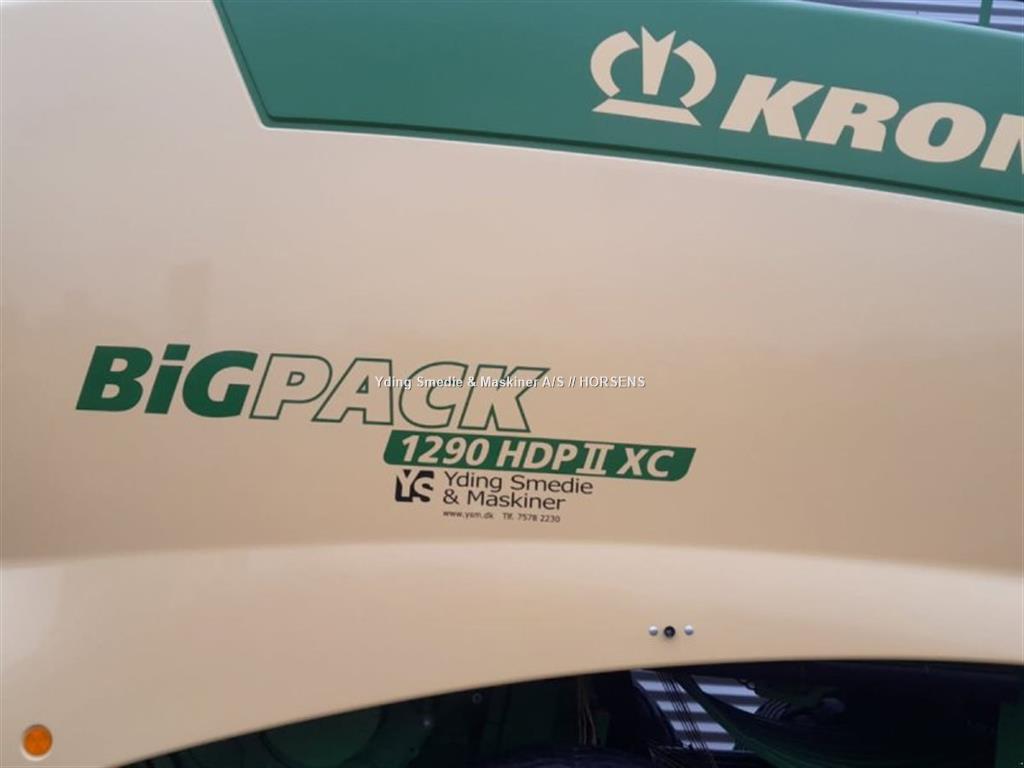 KRON
BiGPACK
Yding Smedie & Maskiner A/S // HORSENS
1290 HDP II XC
YS Yding Smedie
& Maskiner
www.ysm.dk Tlf. 7578 2230